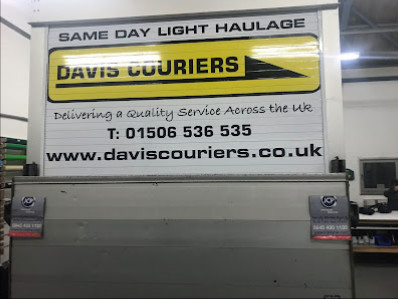 SAME DAY LIGHT HAULAGE
DAVIS COURIERS
Delivering a Quality Service Across the Uk
T: 01506 536 535
www.daviscouriers.co.uk